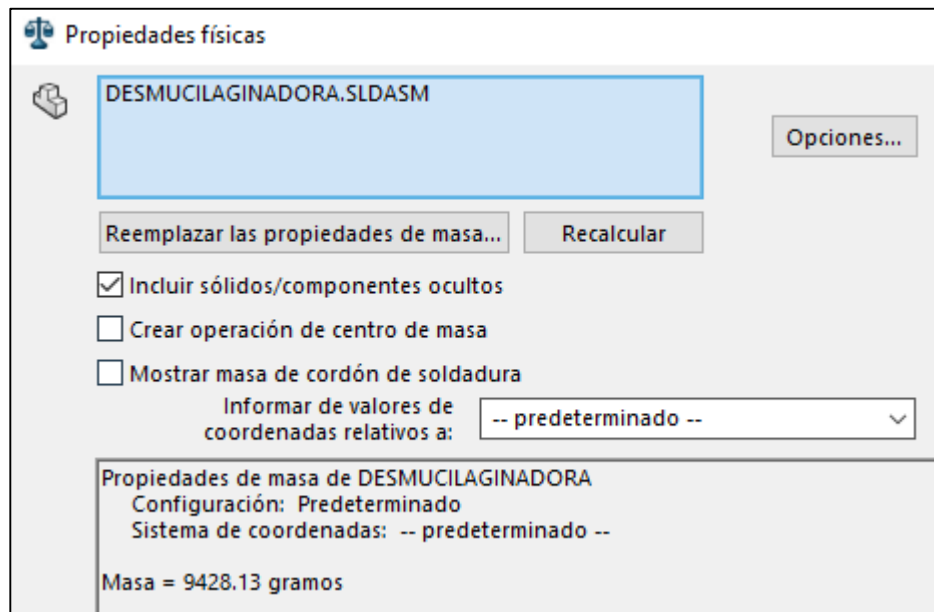 Propiedades físicas
DESMUCILAGINADORA.SLDASM
Opciones...
Reemplazar las propiedades de masa...
Recalcular
Incluir sólidos/componentes ocultos
Crear operación de centro de masa
Mostrar masa de cordón de soldadura
Informar de valores de
coordenadas relativos a:
-- predeterminado --
Propiedades de masa de DESMUCILAGINADORA
Configuración: Predeterminado
Sistema de coordenadas: -- predeterminado --
Masa = 9428.13 gramos